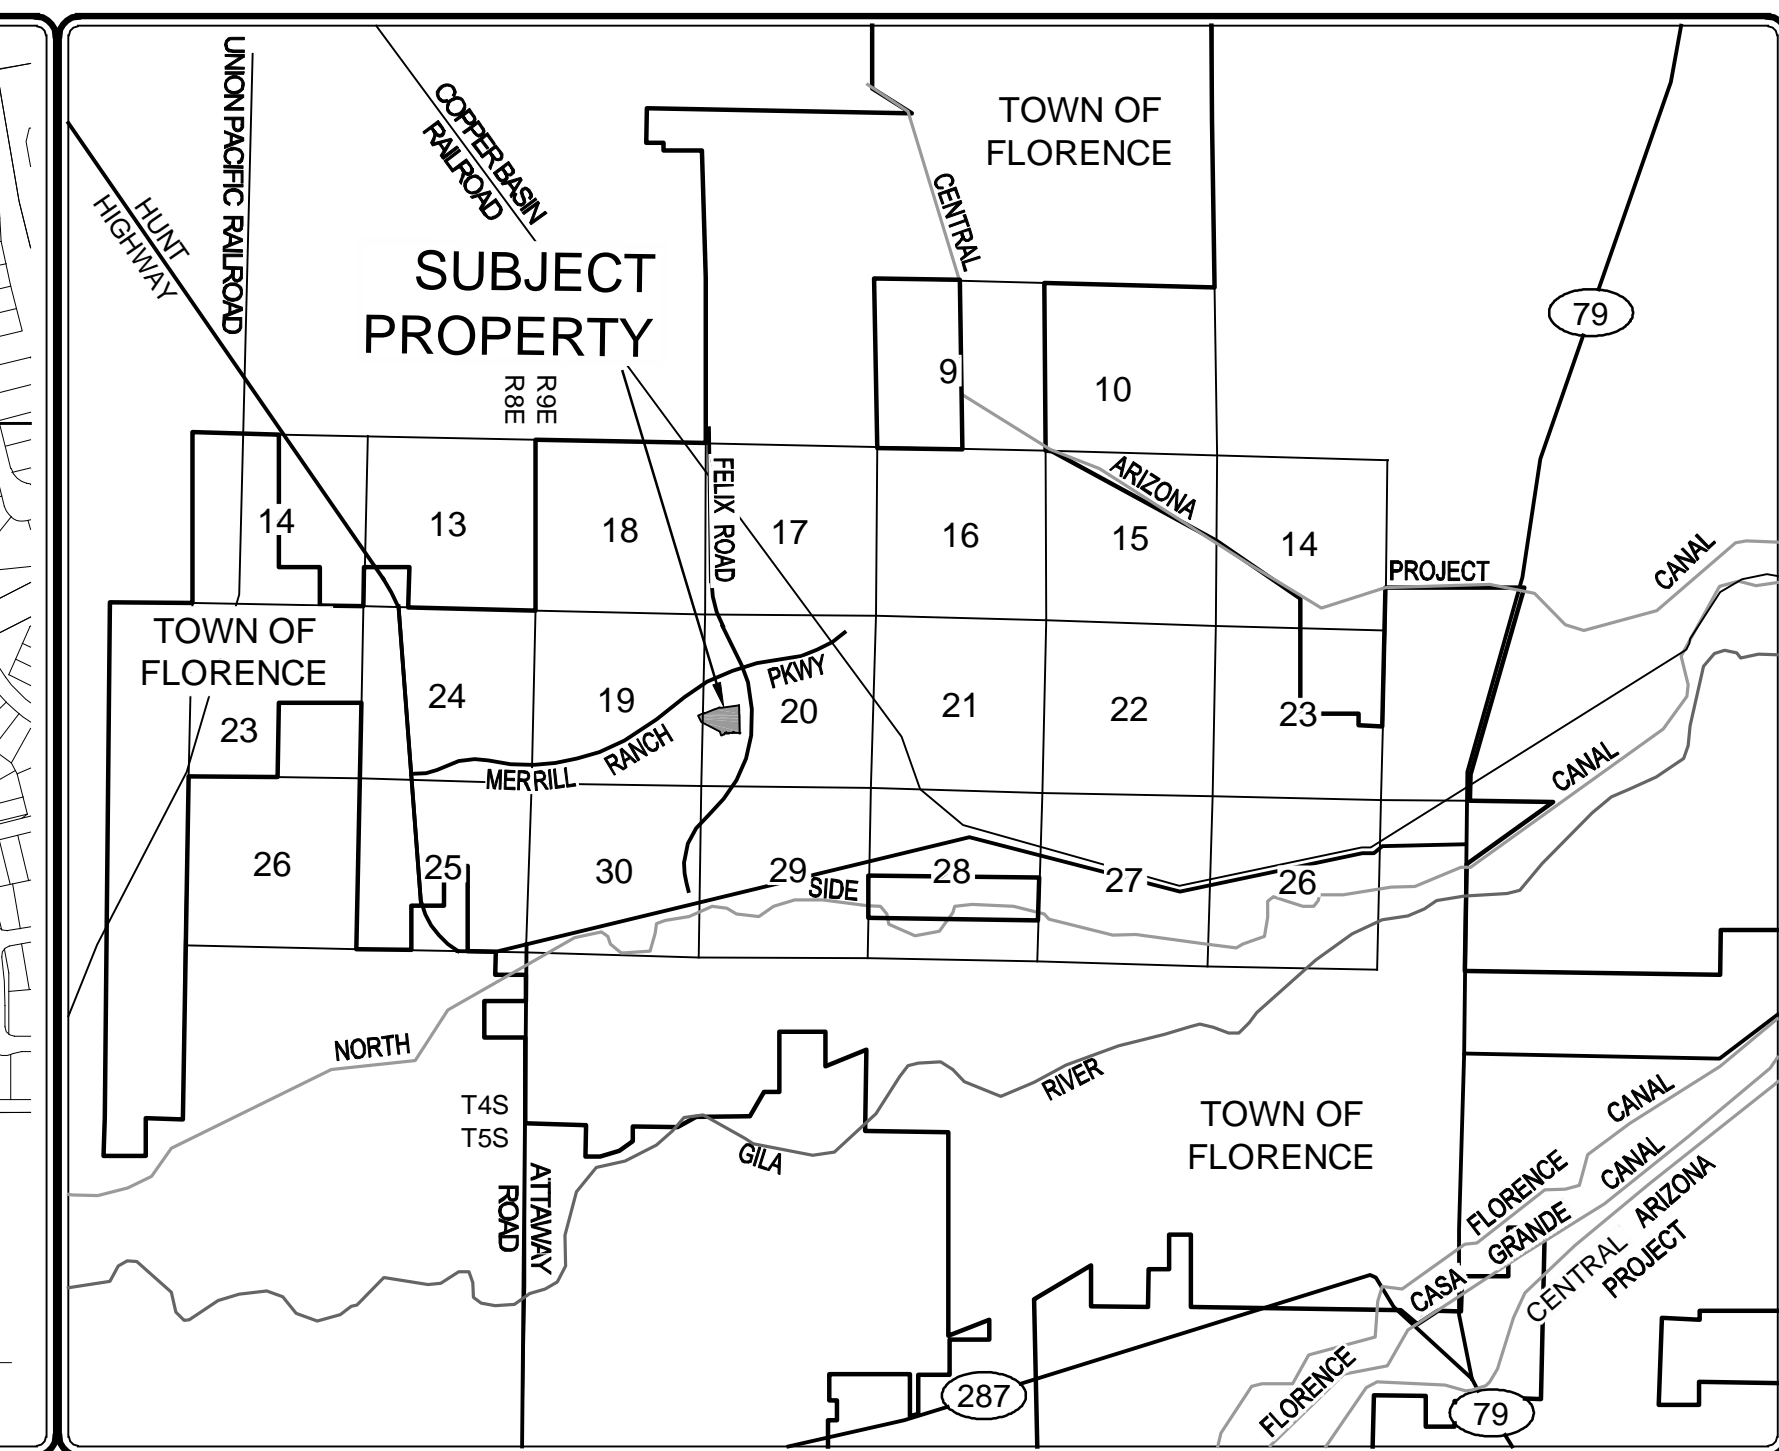 UNION PACIFIC RAILROAD
COPPER BASIN
RAILROAD
HUNT
HIGHWAY
TOWN OF
FLORENCE
CENTRAL
79
SUBJECT
PROPERTY
R9E
R8E
9
10
FELIX ROAD
ARIZONA
14
13
18
17
16
15
14
PROJECT
CANAL
TOWN OF
FLORENCE
23
24
19
20
21
22
23
PKWY
RANCH
MERRILL
CANAL
26
25
30
29
SIDE
28
27
26
NORTH
T4S
T5S
RIVER
GILA
TOWN OF
FLORENCE
ATTAWAY
ROAD
FLORENCE
CANAL
CASA
GRANDE
CANAL
CENTRAL
ARIZONA
PROJECT
FLORENCE
287
79